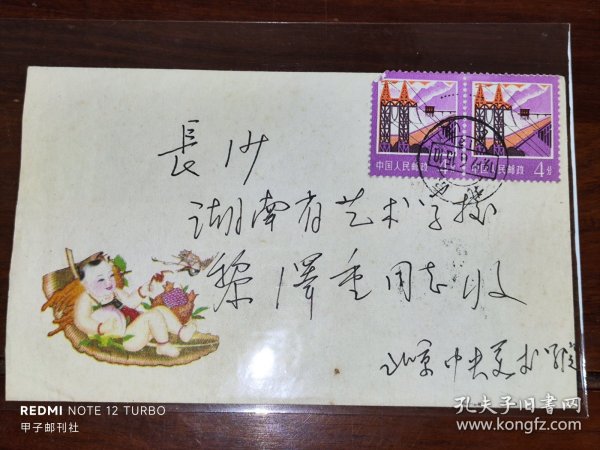 中国人民邮政
中国人民邮政 4分
長沙
湖南省艺术学校
黎澤重同志收
北京中央美术学院
REDMI NOTE 12 TURBO
甲子邮刊社
孔夫子旧书网
www.kongfz.com